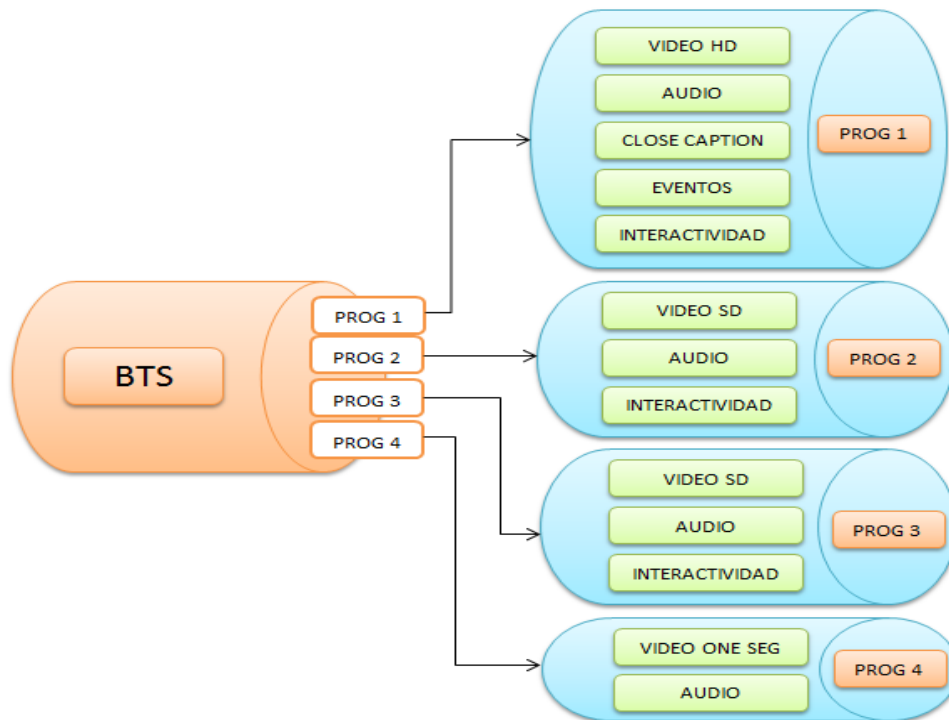 BTS
PROG 1
PROG 2
PROG 3
PROG 4
VIDEO HD
AUDIO
CLOSE CAPTION
EVENTOS
INTERACTIVIDAD
PROG 1
VIDEO SD
AUDIO
INTERACTIVIDAD
PROG 2
VIDEO SD
AUDIO
INTERACTIVIDAD
PROG 3
VIDEO ONE SEG
AUDIO
PROG 4